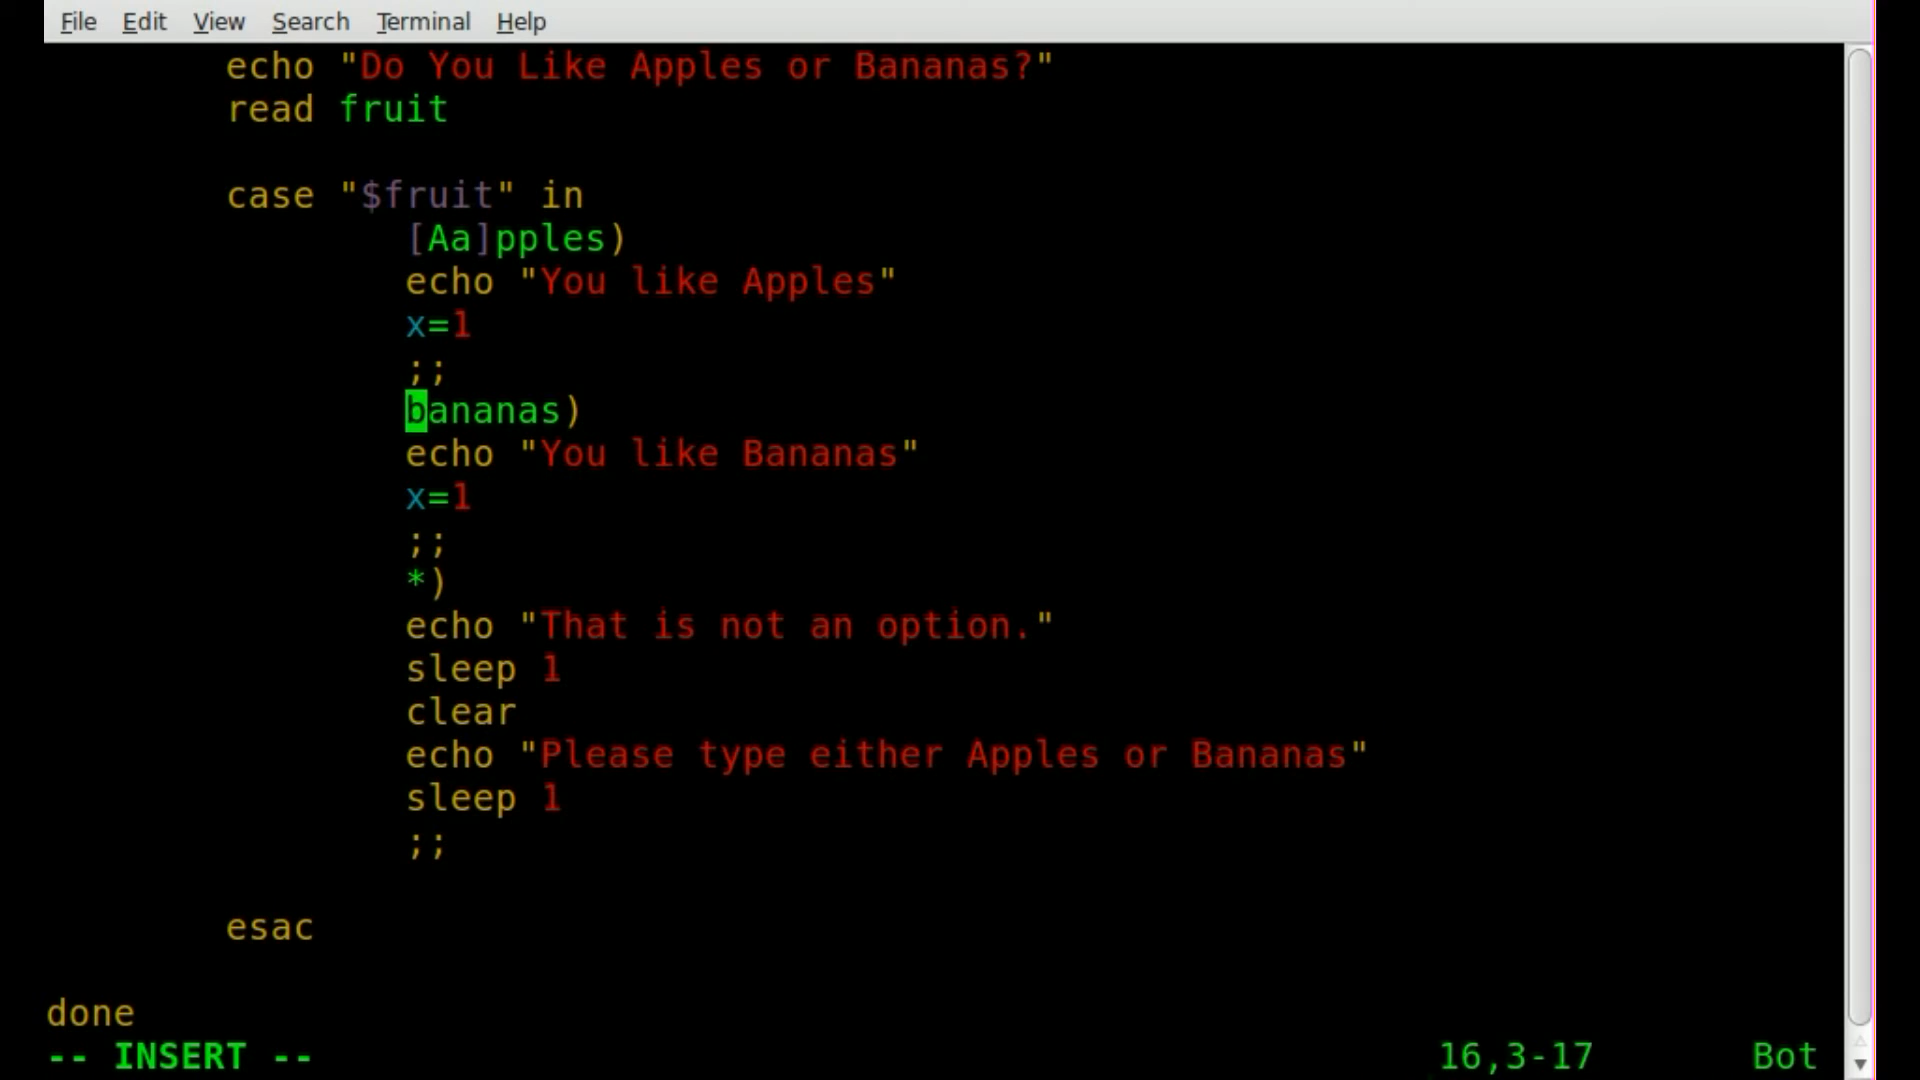 File Edit View Search Terminal Help
echo "Do You Like Apples or Bananas?"
read fruit
case "$fruit" in
[Aa]pples)
echo "You like Apples"
x=1
;;
bananas)
echo "You like Bananas"
x=1
;;
*)
echo "That is not an option."
sleep 1
clear
echo "Please type either Apples or Bananas"
sleep 1
;;
esac
done
-- INSERT -- 16,3-17 Bot